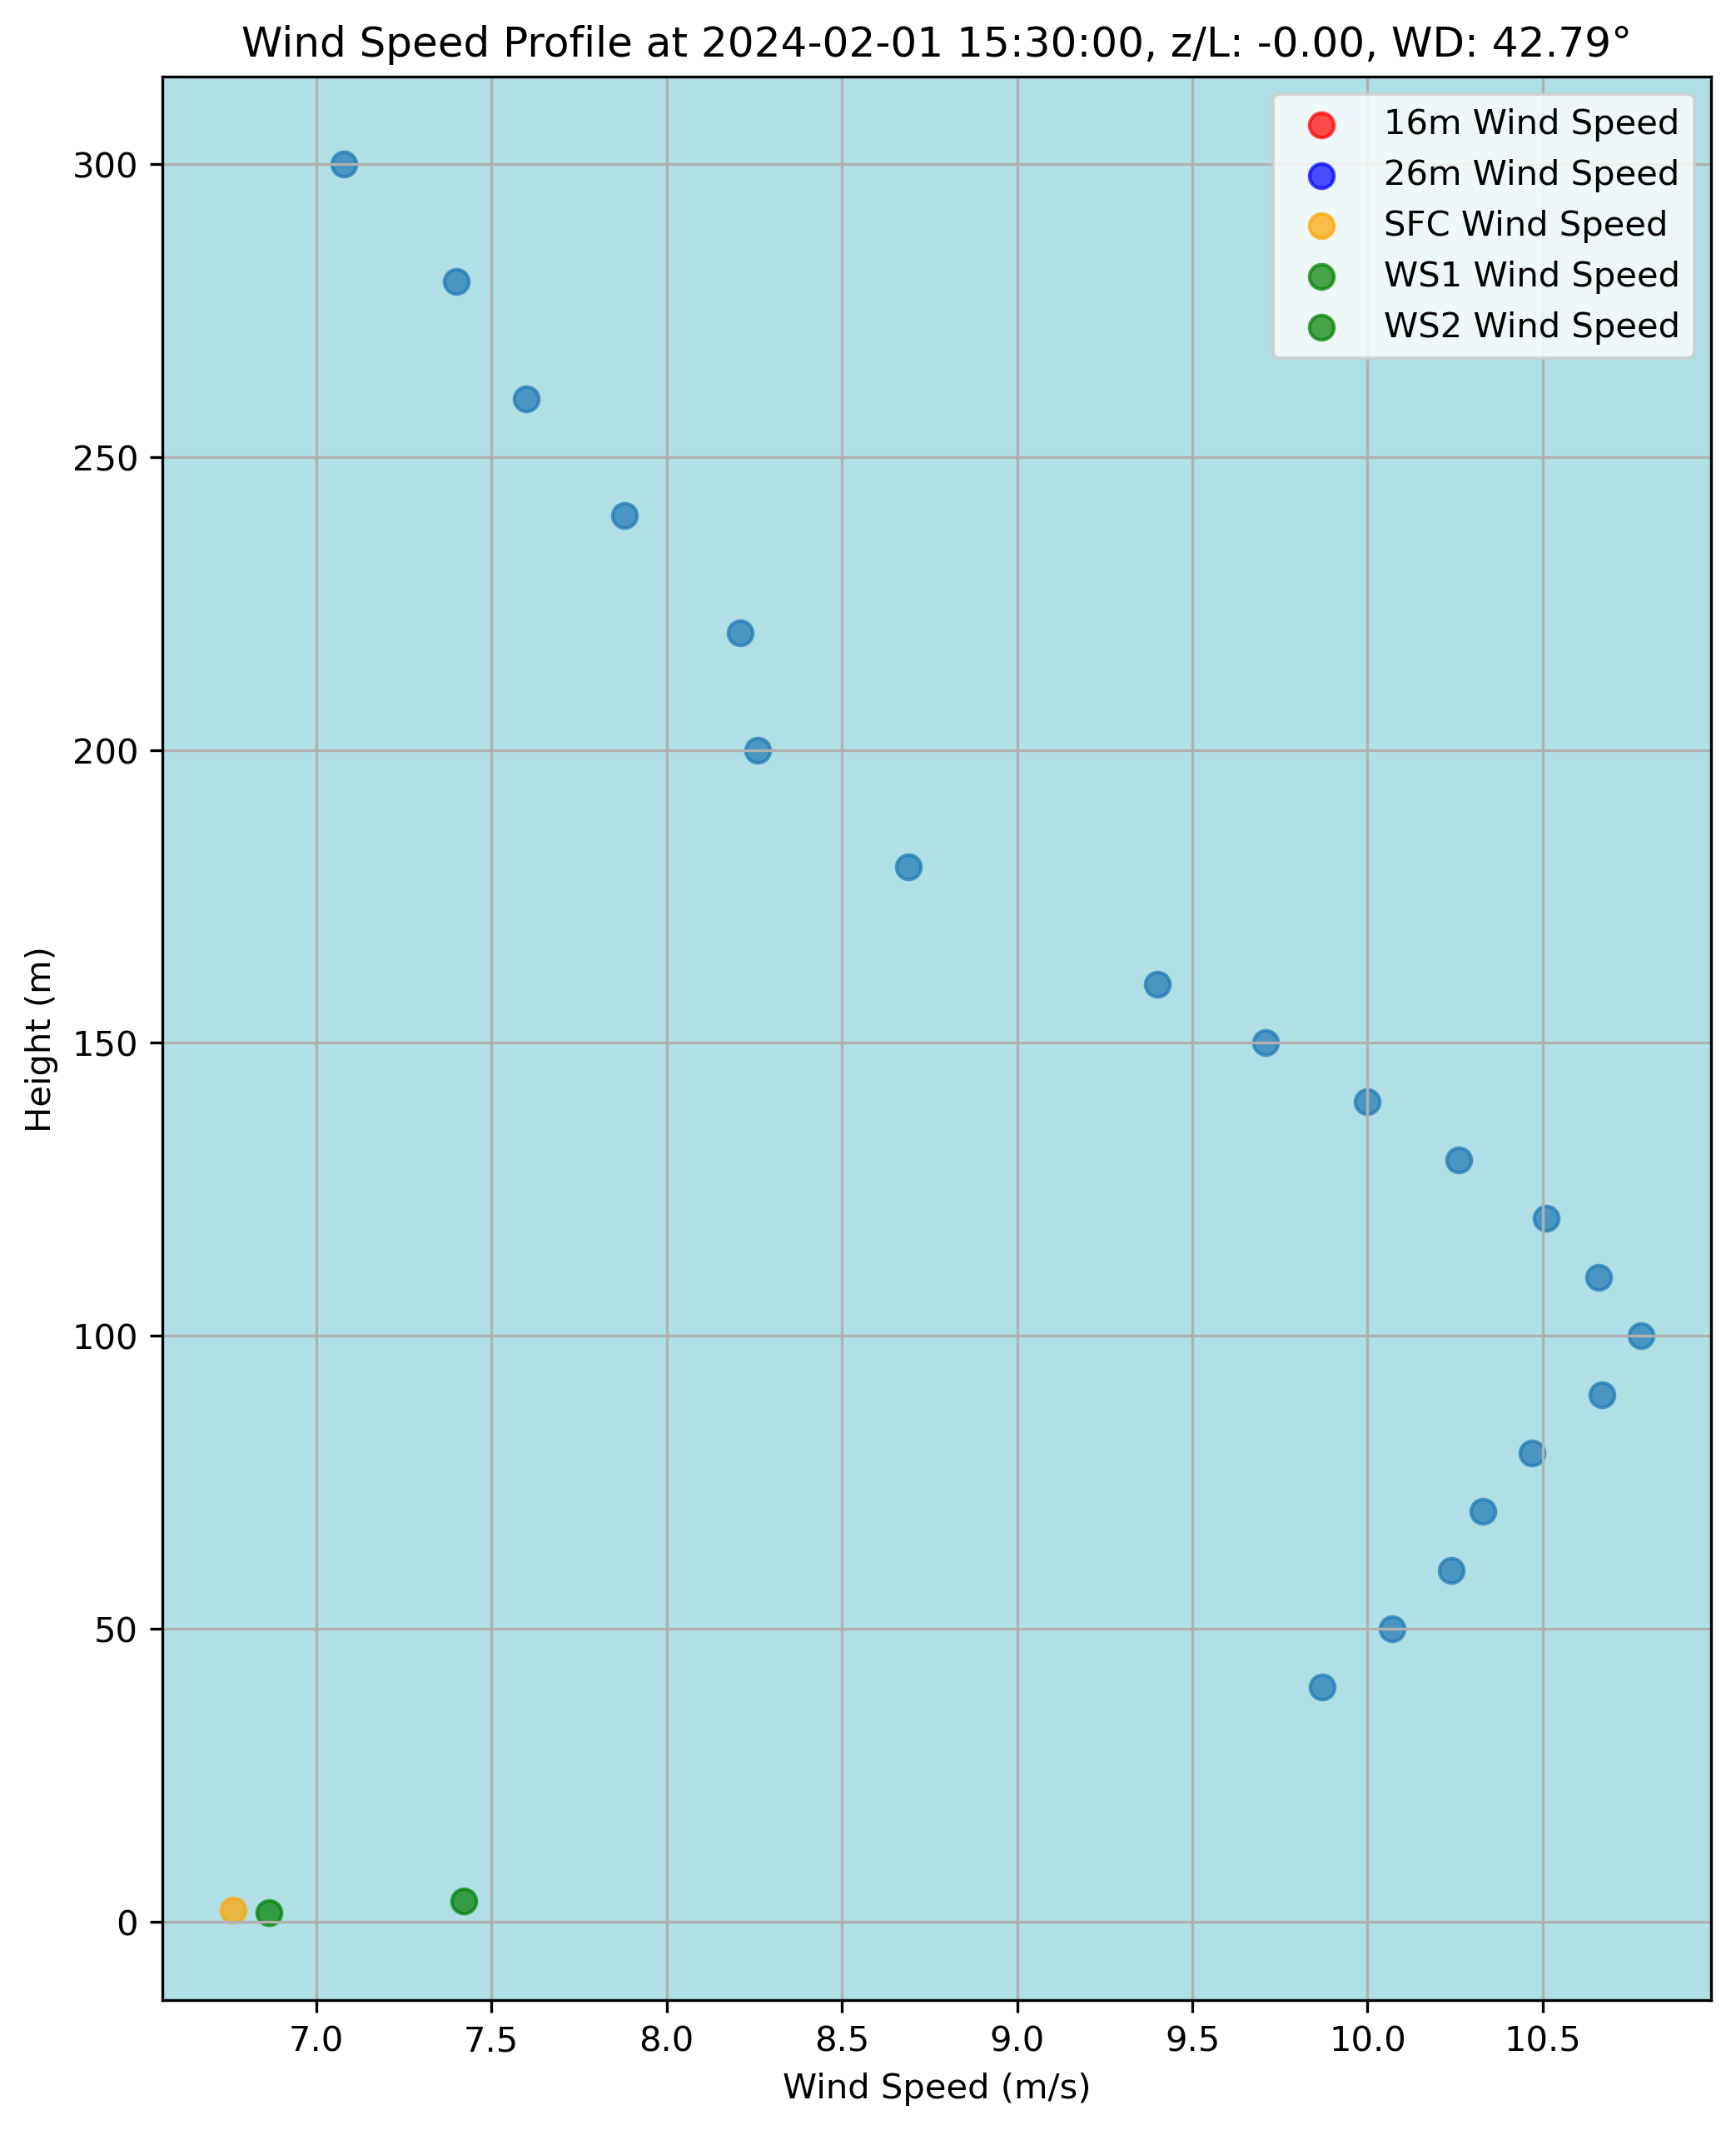 Wind Speed Profile at 2024-02-01 15:30:00, z/L: -0.00, WD: 42.79°
16m Wind Speed
26m Wind Speed
SFC Wind Speed
WS1 Wind Speed
WS2 Wind Speed
Height (m)
300
250
200
150
100
50
0
7.0 7.5 8.0 8.5 9.0 9.5 10.0 10.5
Wind Speed (m/s)